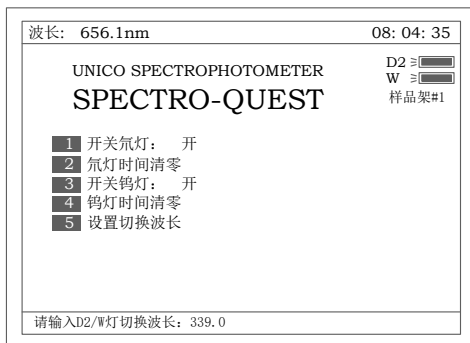 波长: 656.1nm 08: 04: 35
UNICO SPECTROPHOTOMETER
SPECTRO-QUEST
D2
W
样品架#1
1 开关氘灯: 开
2 氘灯时间清零
3 开关钨灯: 开
4 钨灯时间清零
5 设置切换波长
请输入D2/W灯切换波长: 339.0